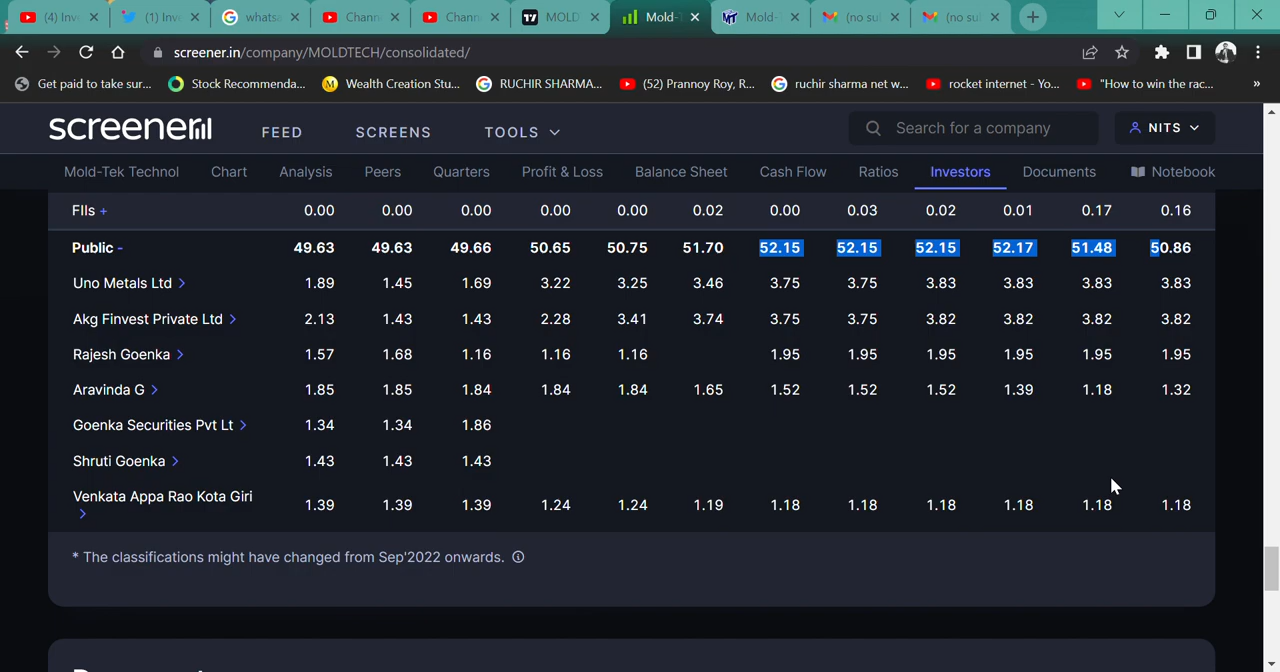 (4) Inve
(1) Inve
whatsa
Chann
Chann
MOLD
Mold-
Mold-
(no su
(no su
screener.in/company/MOLDTECH/consolidated/
Get paid to take sur... Stock Recommenda... Wealth Creation Stu... RUCHIR SHARMA... (52) Prannoy Roy, R... ruchir sharma net w... rocket internet - Yo... "How to win the rac... »
screener FEED SCREENS TOOLS Search for a company NITS
Mold-Tek Technol Chart Analysis Peers Quarters Profit & Loss Balance Sheet Cash Flow Ratios Investors Documents Notebook
FIIs + 0.00 0.00 0.00 0.00 0.00 0.02 0.00 0.03 0.02 0.01 0.17 0.16
Public - 49.63 49.63 49.66 50.65 50.75 51.70 52.15 52.15 52.15 52.17 51.48 50.86
Uno Metals Ltd > 1.89 1.45 1.69 3.22 3.25 3.46 3.75 3.75 3.83 3.83 3.83 3.83
Akg Finvest Private Ltd > 2.13 1.43 1.43 2.28 3.41 3.74 3.75 3.75 3.82 3.82 3.82 3.82
Rajesh Goenka > 1.57 1.68 1.16 1.16 1.16 1.95 1.95 1.95 1.95 1.95 1.95
Aravinda G > 1.85 1.85 1.84 1.84 1.84 1.65 1.52 1.52 1.52 1.39 1.18 1.32
Goenka Securities Pvt Lt > 1.34 1.34 1.86
Shruti Goenka > 1.43 1.43 1.43
Venkata Appa Rao Kota Giri > 1.39 1.39 1.39 1.24 1.24 1.19 1.18 1.18 1.18 1.18 1.18 1.18
* The classifications might have changed from Sep'2022 onwards.